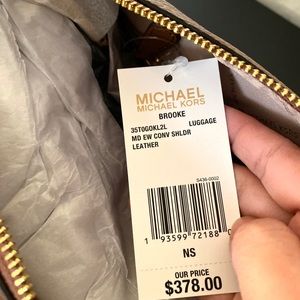 MICHAEL
MICHAEL KORS
BROOKE
35T0GOKL2L LUGGAGE
MD EW CONV SHLDR
LEATHER
S436-0002
1 93599 72188 0
NS
OUR PRICE
$378.00